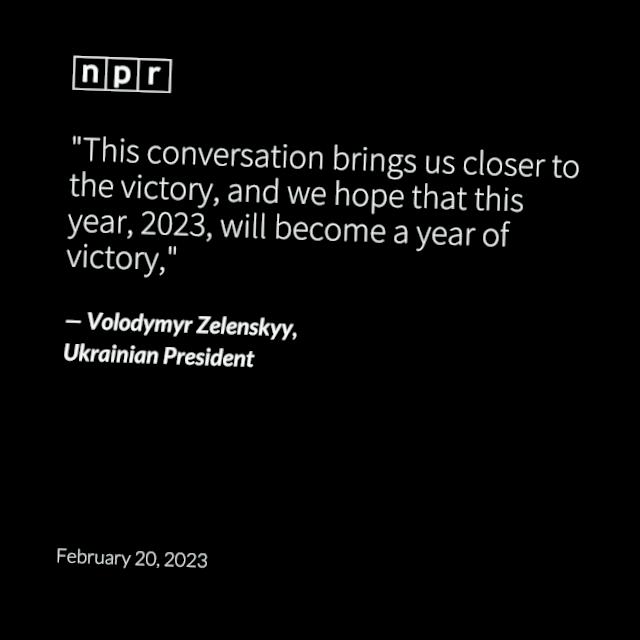 npr
"This conversation brings us closer to
the victory, and we hope that this
year, 2023, will become a year of
victory,"
— Volodymyr Zelenskyy,
Ukrainian President
February 20, 2023